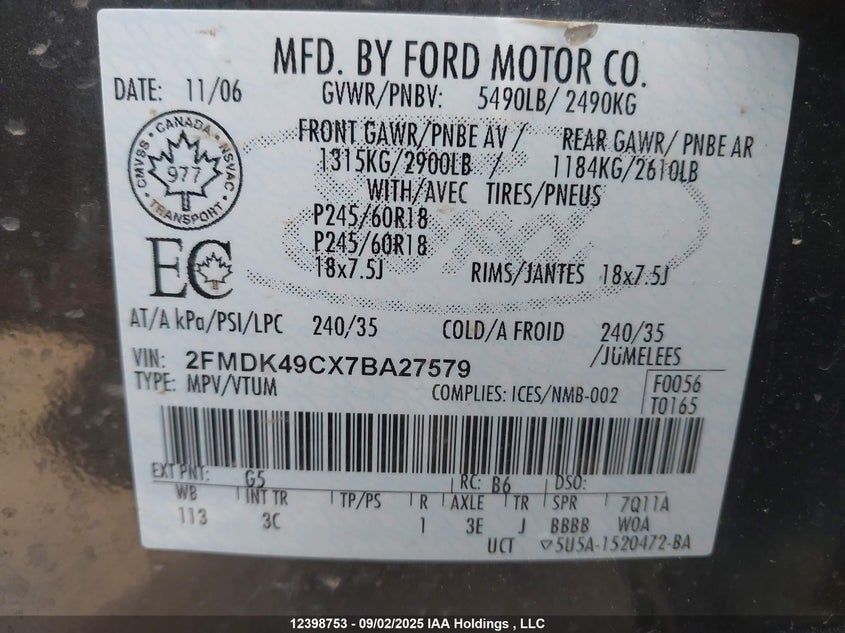 MFD. BY FORD MOTOR CO.
DATE: 11/06 GVWR/PNBV: 5490LB/ 2490KG
FRONT GAWR/PNBE AV / REAR GAWR/ PNBE AR
1315KG/2900LB / 1184KG/2610LB
WITH/AVEC TIRES/PNEUS
CMVSS • CANADA • NSVAC • TRANSPORT •
977
P245/60R18
P245/60R18
18x7.5J RIMS/JANTES 18x7.5J
EC
AT/A kPa/PSI/LPC 240/35 COLD/A FROID 240/35
/JUMELEES
VIN: 2FMDK49CX7BA27579
TYPE: MPV/VTUM COMPLIES: ICES/NMB-002 F0056
T0165
EXT PNT: G5 RC: B6 DSO:
WB INT TR TP/PS R AXLE TR SPR 7Q11A
113 3C 1 3E J BBBB WOA
UCT ▽5U5A-1520472-BA
12398753 - 09/02/2025 IAA Holdings , LLC